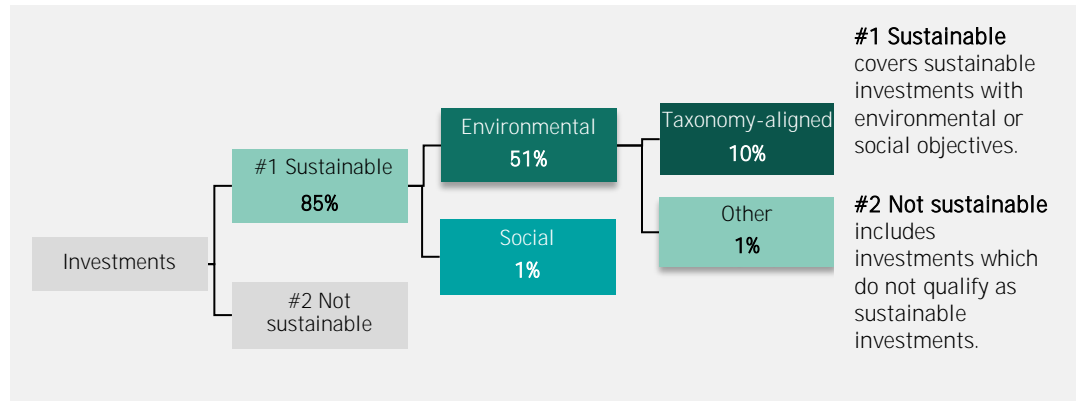 Investments
#1 Sustainable
85%
#2 Not
sustainable
Environmental
51%
Social
1%
Taxonomy-aligned
10%
Other
1%
#1 Sustainable
covers sustainable
investments with
environmental or
social objectives.
#2 Not sustainable
includes
investments which
do not qualify as
sustainable
investments.